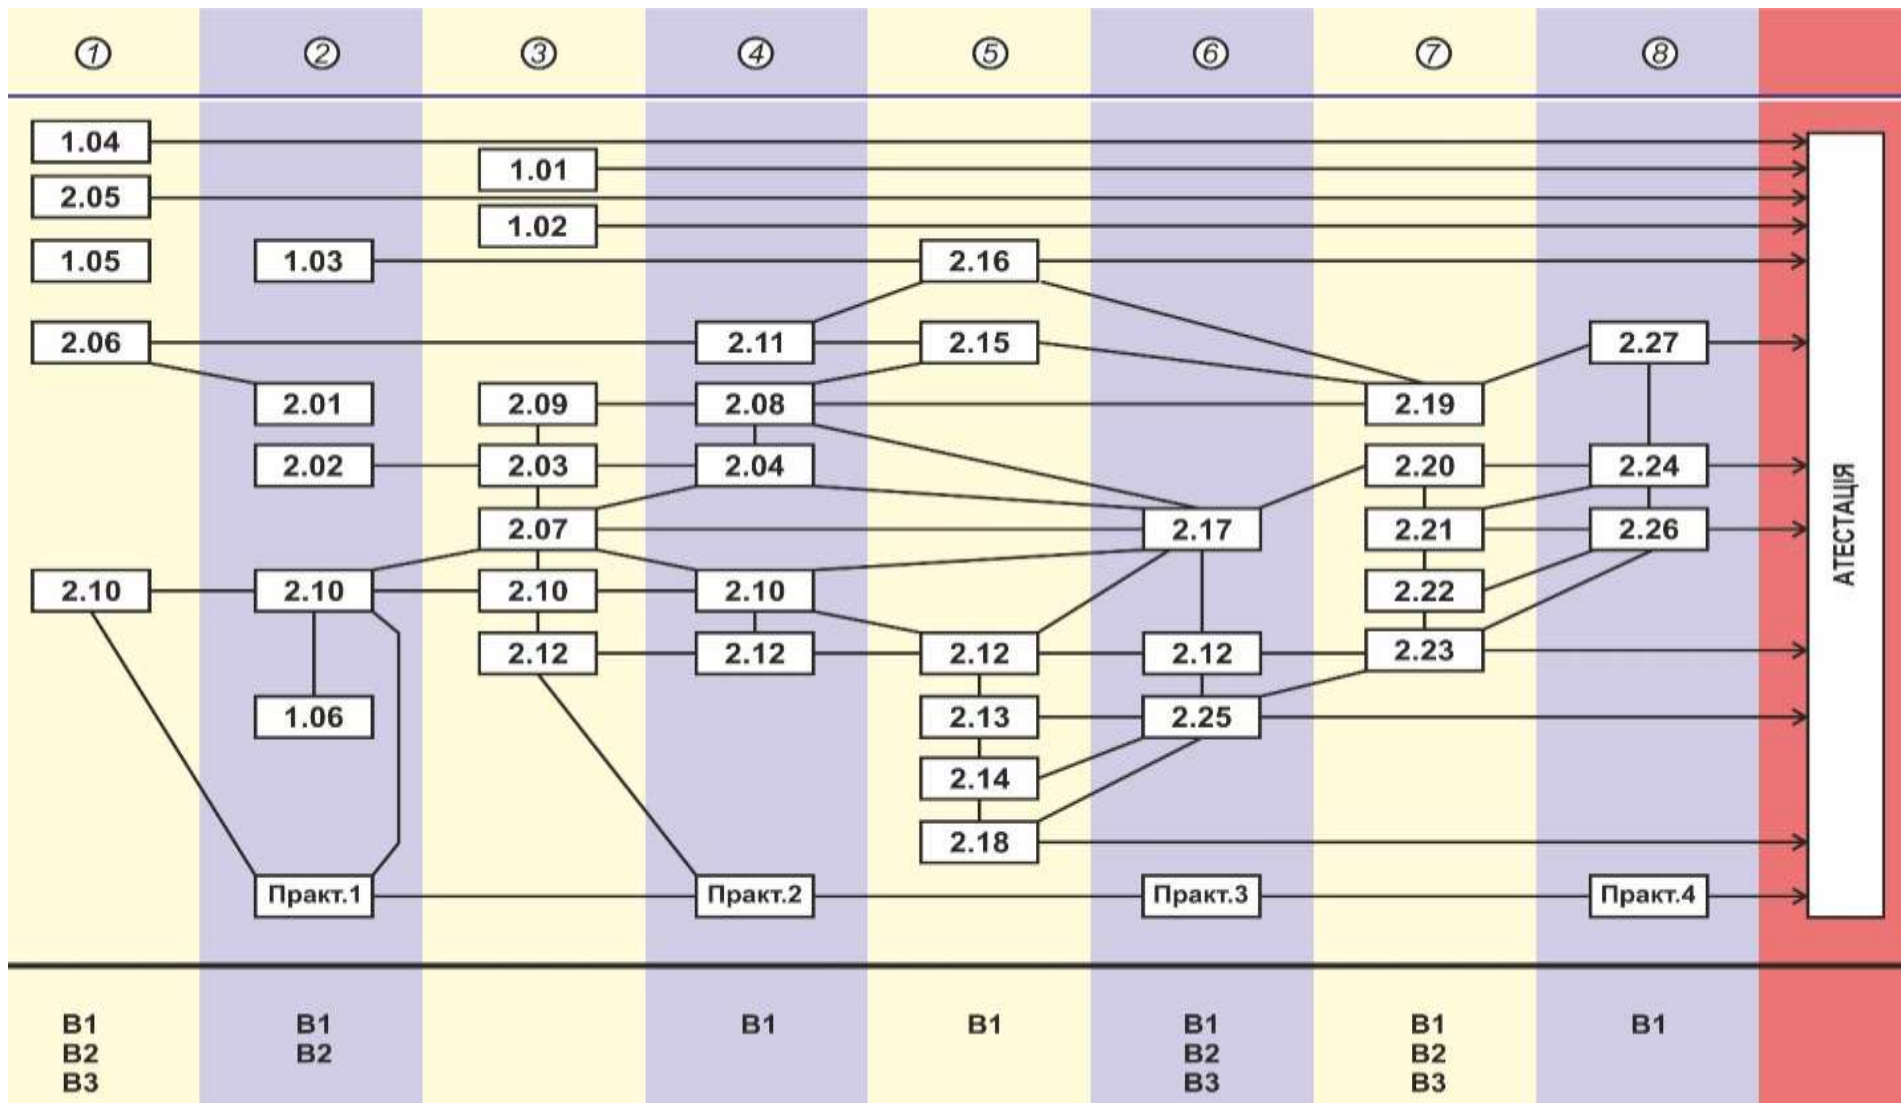 1 2 3 4 5 6 7 8
1.04
1.01
2.05
1.02
1.05 1.03 2.16
2.06 2.11 2.15 2.27
2.01 2.09 2.08 2.19
2.02 2.03 2.04 2.20 2.24
2.07 2.17 2.21 2.26
АТЕСТАЦІЯ
2.10 2.10 2.10 2.10 2.22
2.12 2.12 2.12 2.12 2.23
1.06 2.13 2.25
2.14
2.18
Практ.1 Практ.2 Практ.3 Практ.4
В1 В1 В1 В1 В1 В1 В1
В2 В2 В2 В2
В3 В3 В3